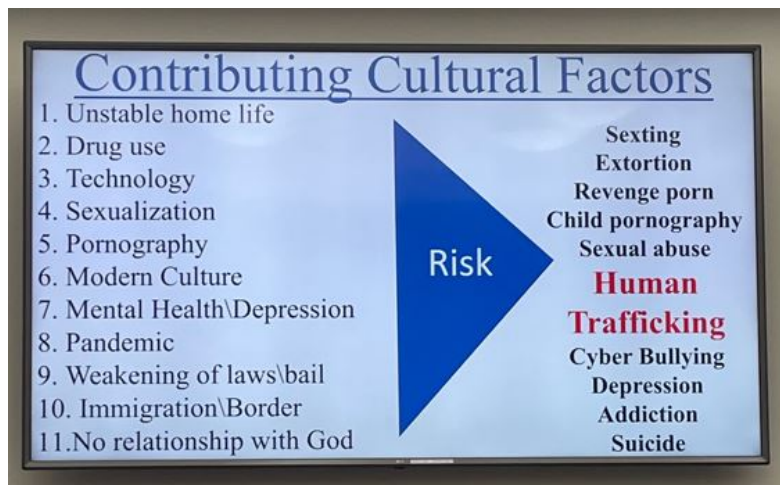 Contributing Cultural Factors
1. Unstable home life
2. Drug use
3. Technology
4. Sexualization
5. Pornography
6. Modern Culture
7. Mental Health\Depression
8. Pandemic
9. Weakening of laws\bail
10. Immigration\Border
11.No relationship with God
Risk
Sexting
Extortion
Revenge porn
Child pornography
Sexual abuse
Human
Trafficking
Cyber Bullying
Depression
Addiction
Suicide